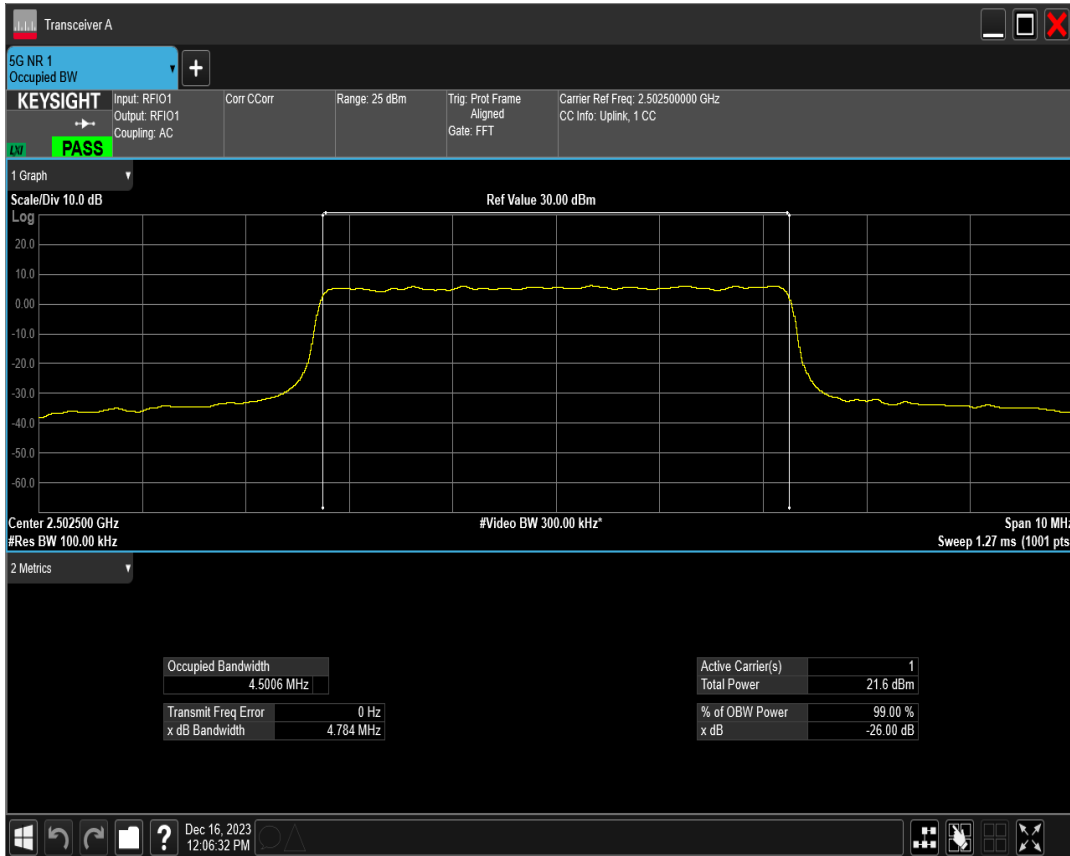 Transceiver A
5G NR 1
Occupied BW
+
KEYSIGHT
Input: RFIO1
Output: RFIO1
Coupling: AC
Corr CCorr
Range: 25 dBm
Trig: Prot Frame
Aligned
Gate: FFT
Carrier Ref Freq: 2.502500000 GHz
CC Info: Uplink, 1 CC
LXI
PASS
1 Graph
Scale/Div 10.0 dB
Ref Value 30.00 dBm
Log
20.0
10.0
0.00
-10.0
-20.0
-30.0
-40.0
-50.0
-60.0
Center 2.502500 GHz
#Video BW 300.00 kHz*
Span 10 MHz
#Res BW 100.00 kHz
Sweep 1.27 ms (1001 pts
2 Metrics
Occupied Bandwidth
4.5006 MHz
Transmit Freq Error 0 Hz
x dB Bandwidth 4.784 MHz
Active Carrier(s) 1
Total Power 21.6 dBm
% of OBW Power 99.00 %
x dB -26.00 dB
?
Dec 16, 2023
12:06:32 PM